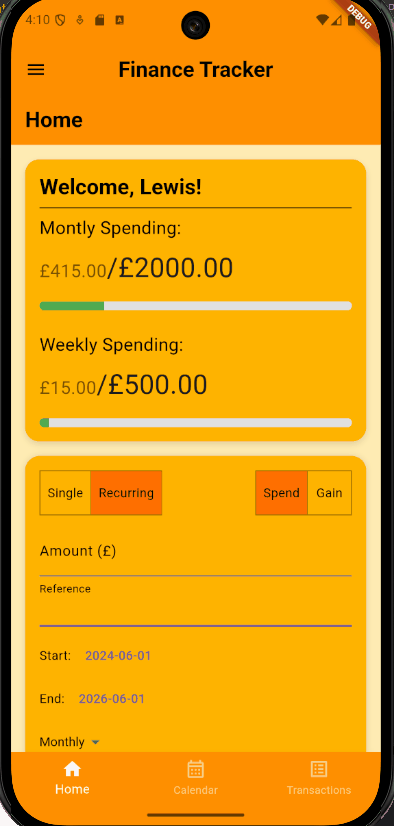 4:10
DEBUG
Finance Tracker
Home
Welcome, Lewis!
Montly Spending:
£415.00/£2000.00
Weekly Spending:
£15.00/£500.00
Single Recurring Spend Gain
Amount (£)
Reference
Start: 2024-06-01
End: 2026-06-01
Monthly
Home Calendar Transactions